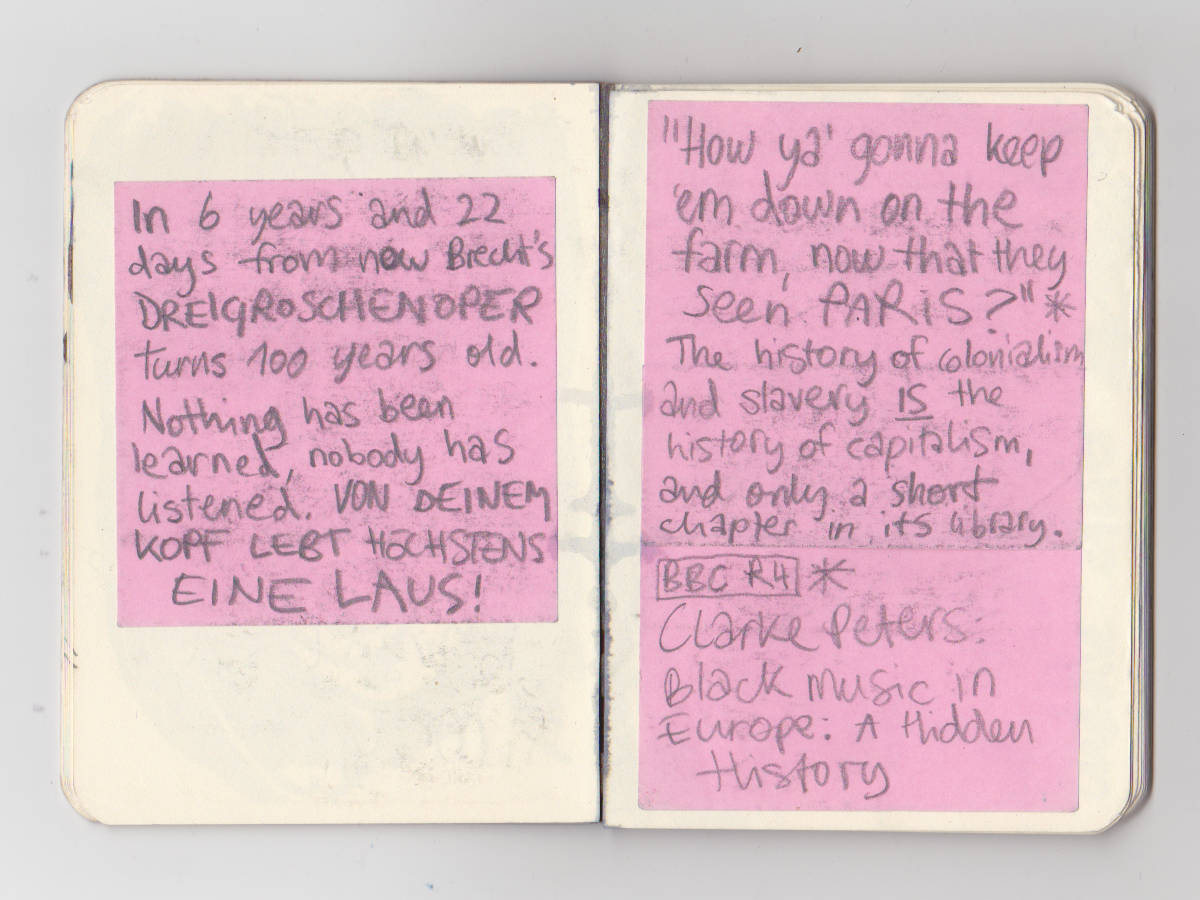 In 6 years and 22
days from now Brecht's
DREIGROSCHENOPER
turns 100 years old.
Nothing has been
learned, nobody has
listened. VON DEINEM
KOPF LEBT HÖCHSTENS
EINE LAUS!
"How ya' gonna keep
'em down on the
farm, now that they
seen PARiS?" *
The history of colonialism
and slavery IS the
history of capitalism,
and only a short
chapter in its library.
BBC R4 *
Clarke Peters:
Black Music in
Europe: A Hidden
History